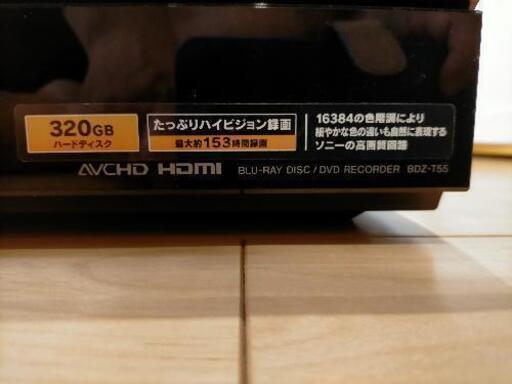 320GB
ハードディスク
たっぷりハイビジョン録画
最大約153時間録画
16384の色階調により
緩やかな色の違いも自然に表現する
ソニーの高画質回路
AVCHD HDMI BLU-RAY DISC / DVD RECORDER BDZ-T55